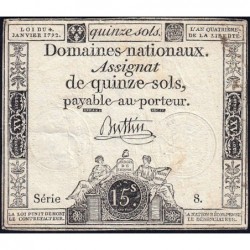 LOI DU 4 JANVIER 1792.
quinze sols.
L'AN QUATRIEME DE LA LIBERTÉ
Domaines nationaux.
Assignat
de quinze sols,
payable au porteur.
Buttin
Série 8.
15 s
LA LOI PUNIT DE MORT LE CONTREFACTEUR.
LA NATION RÉCOMPENSE LE DÉNONCIATEUR.